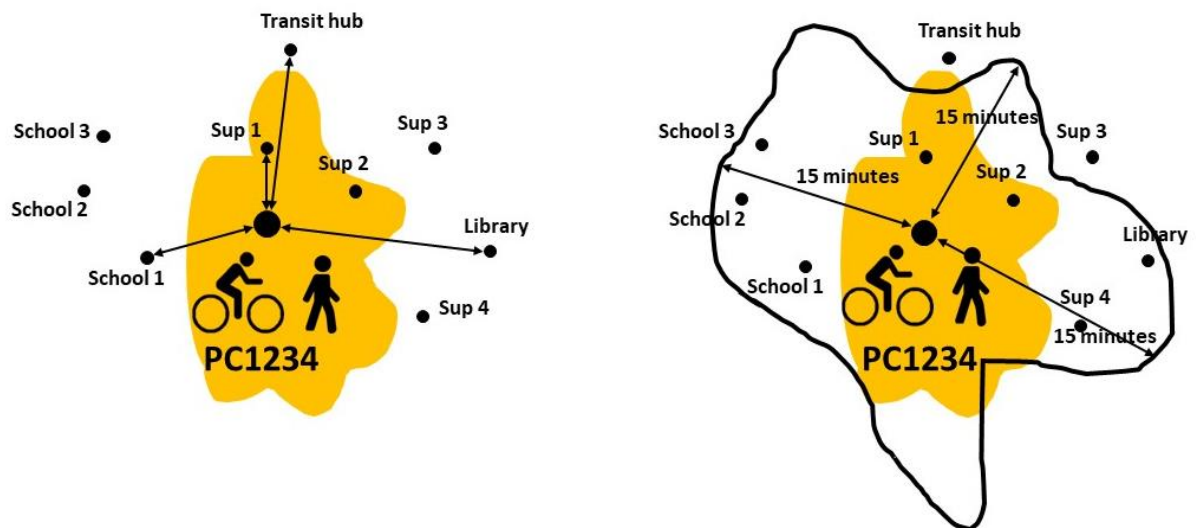 Transit hub
School 3
Sup 1
Sup 3
Sup 2
School 2
Library
School 1
Sup 4
PC1234
Transit hub
15 minutes
School 3
Sup 1
Sup 3
15 minutes
Sup 2
School 2
Library
School 1
Sup 4
15 minutes
PC1234